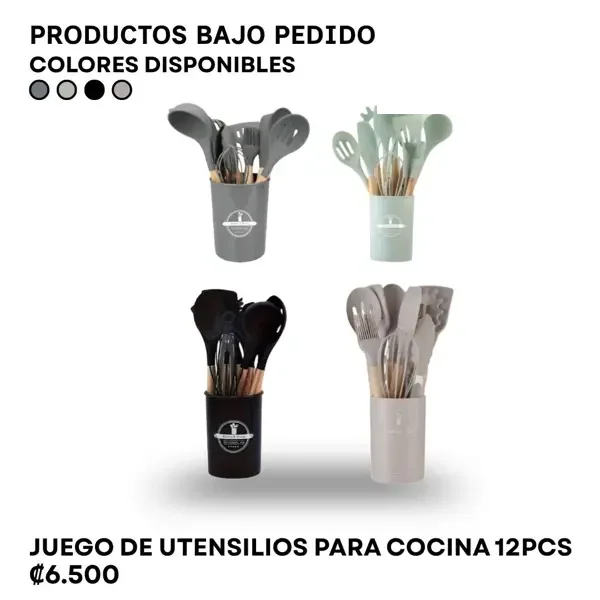 PRODUCTOS BAJO PEDIDO
COLORES DISPONIBLES
JUEGO DE UTENSILIOS PARA COCINA 12PCS
₡6.500